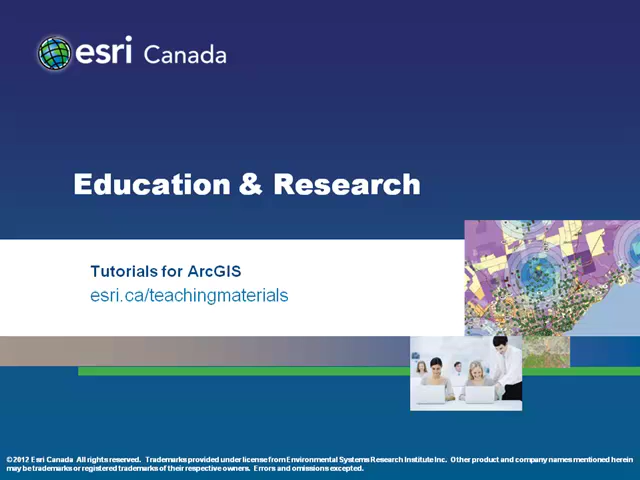 esri Canada
Education & Research
Tutorials for ArcGIS
esri.ca/teachingmaterials
©2012 Esri Canada All rights reserved. Trademarks provided under license from Environmental Systems Research Institute Inc. Other product and company names mentioned herein
may be trademarks or registered trademarks of their respective owners. Errors and omissions excepted.